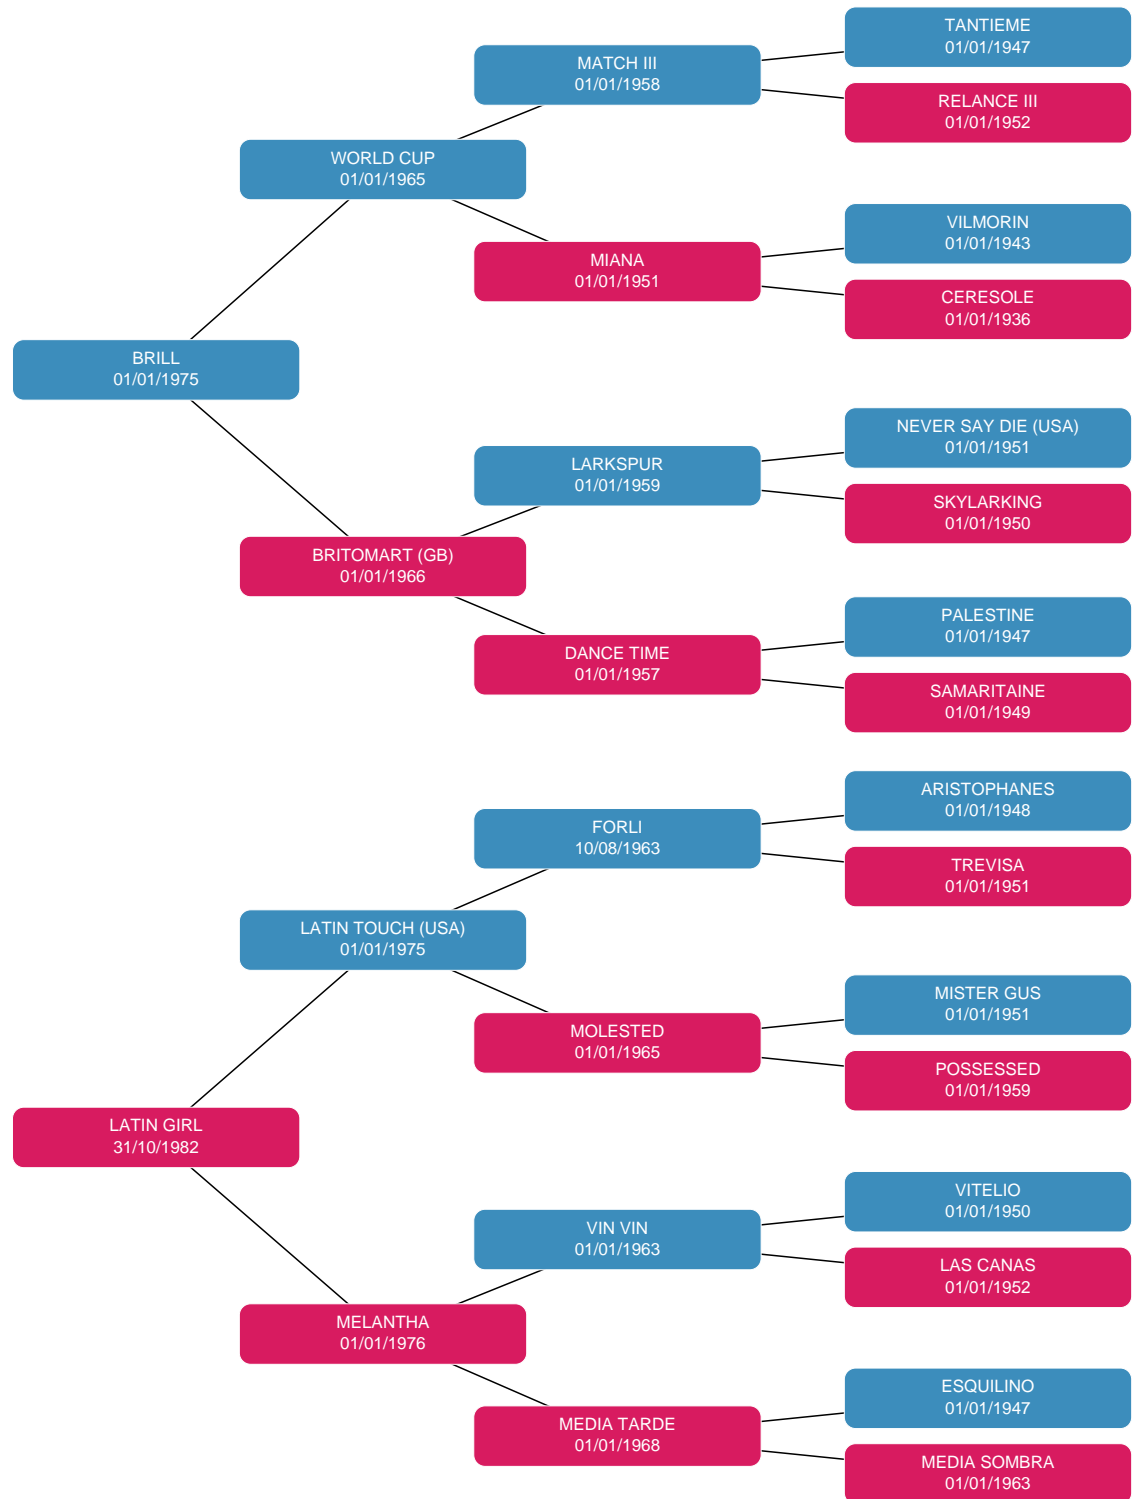 TANTIEME
01/01/1947
MATCH III
01/01/1958
RELANCE III
01/01/1952
WORLD CUP
01/01/1965
VILMORIN
01/01/1943
MIANA
01/01/1951
CERESOLE
01/01/1936
BRILL
01/01/1975
NEVER SAY DIE (USA)
01/01/1951
LARKSPUR
01/01/1959
SKYLARKING
01/01/1950
BRITOMART (GB)
01/01/1966
PALESTINE
01/01/1947
DANCE TIME
01/01/1957
SAMARITAINE
01/01/1949
ARISTOPHANES
01/01/1948
FORLI
10/08/1963
TREVISA
01/01/1951
LATIN TOUCH (USA)
01/01/1975
MISTER GUS
01/01/1951
MOLESTED
01/01/1965
POSSESSED
01/01/1959
LATIN GIRL
31/10/1982
VITELIO
01/01/1950
VIN VIN
01/01/1963
LAS CANAS
01/01/1952
MELANTHA
01/01/1976
ESQUILINO
01/01/1947
MEDIA TARDE
01/01/1968
MEDIA SOMBRA
01/01/1963